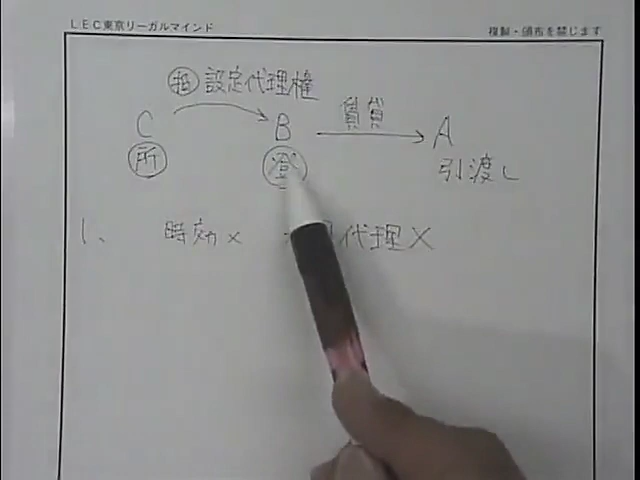 LEC東京リーガルマインド 複製・頒布を禁じます
抵 設定代理権
C B 賃貸 A
所 登 引渡し
1、 時効× 代理×